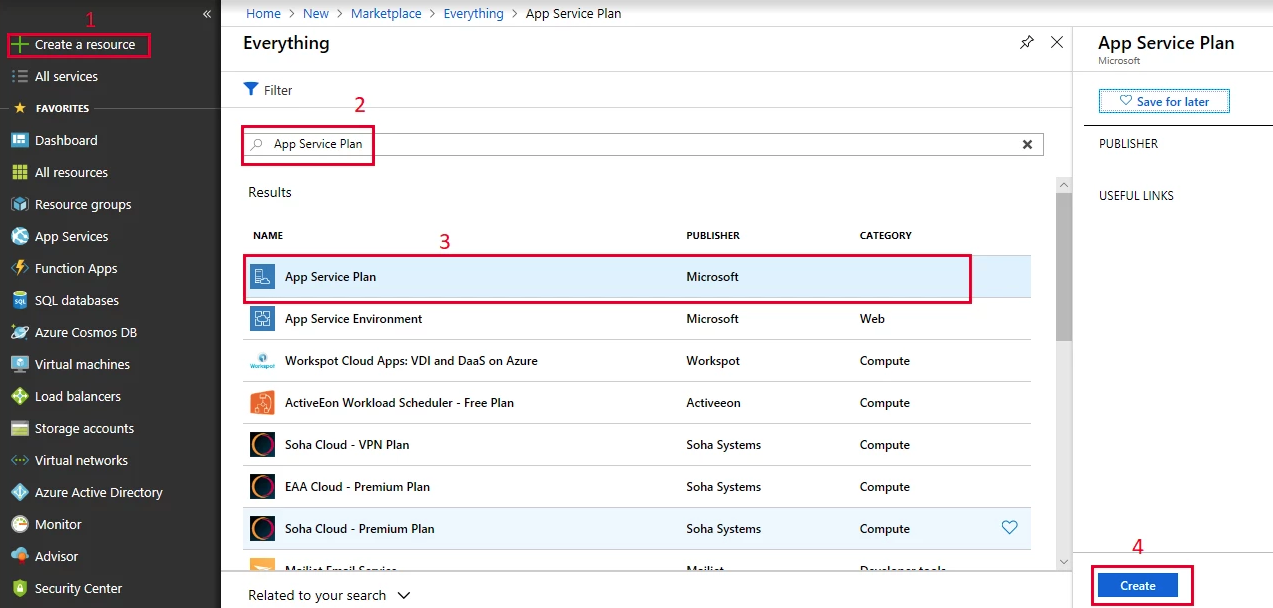 1
«
Create a resource
All services
FAVORITES
Dashboard
All resources
Resource groups
App Services
Function Apps
SQL databases
Azure Cosmos DB
Virtual machines
Load balancers
Storage accounts
Virtual networks
Azure Active Directory
Monitor
Advisor
Security Center
Home > New > Marketplace > Everything > App Service Plan
Everything
Filter
2
App Service Plan
Results
NAME PUBLISHER CATEGORY
3
App Service Plan Microsoft
App Service Environment Microsoft Web
Workspot Cloud Apps: VDI and DaaS on Azure Workspot Compute
ActiveEon Workload Scheduler - Free Plan Activeeon Compute
Soha Cloud - VPN Plan Soha Systems Compute
EAA Cloud - Premium Plan Soha Systems Compute
Soha Cloud - Premium Plan Soha Systems Compute
Mailjet Email Service Mailjet Developer tools
Related to your search
App Service Plan
Microsoft
Save for later
PUBLISHER
USEFUL LINKS
4
Create